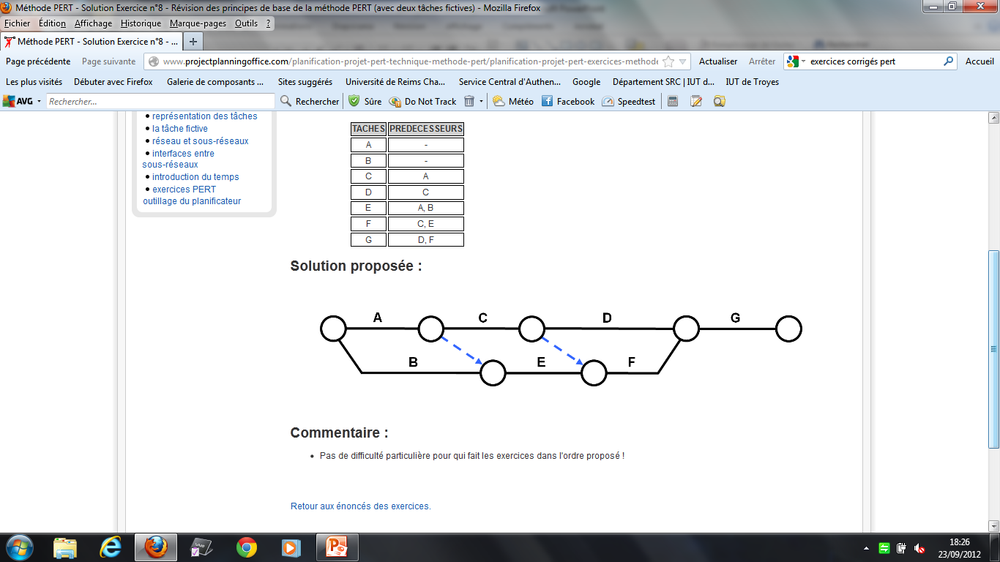 Méthode PERT - Solution Exercice n°8 - Révision des principes de base de la méthode PERT (avec deux tâches fictives) - Mozilla Firefox
Fichier Édition Affichage Historique Marque-pages Outils ?
Méthode PERT - Solution Exercice n°8 - ...
Page précédente Page suivante www.projectplanningoffice.com/planification-projet-pert-technique-methode-pert/planification-projet-pert-exercices-methode Actualiser Arrêter exercices corrigés pert Accueil
Les plus visités Débuter avec Firefox Galerie de composants ... Sites suggérés Université de Reims Cha... Service Central d'Authen... Google Département SRC | IUT d... IUT de Troyes
AVG Rechercher... Rechercher Sûre Do Not Track Météo Facebook Speedtest
représentation des tâches
la tâche fictive
réseau et sous-réseaux
interfaces entre
sous-réseaux
introduction du temps
exercices PERT
outillage du planificateur
TACHES PREDECESSEURS
A -
B -
C A
D C
E A, B
F C, E
G D, F
Solution proposée :
A C D G
B E F
Commentaire :
• Pas de difficulté particulière pour qui fait les exercices dans l'ordre proposé !
Retour aux énoncés des exercices.
18:26
23/09/2012